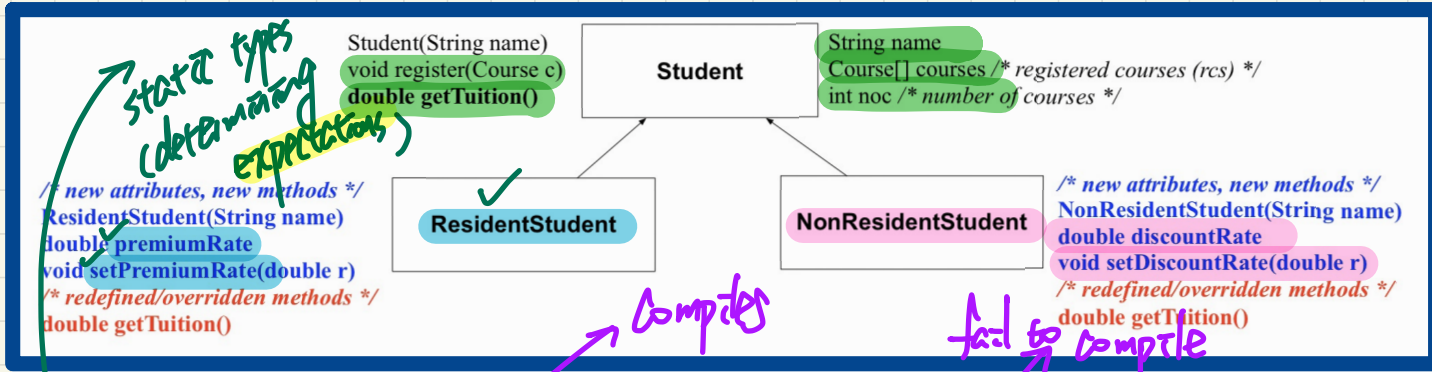 static types
(determining
expectations)
Student(String name)
void register(Course c)
double getTuition()
Student
String name
Course[] courses /* registered courses (rcs) */
int noc /* number of courses */
/* new attributes, new methods */
ResidentStudent(String name)
double premiumRate
void setPremiumRate(double r)
/* redefined/overridden methods */
double getTuition()
ResidentStudent
NonResidentStudent
/* new attributes, new methods */
NonResidentStudent(String name)
double discountRate
void setDiscountRate(double r)
/* redefined/overridden methods */
double getTuition()
compiles
fail to compile